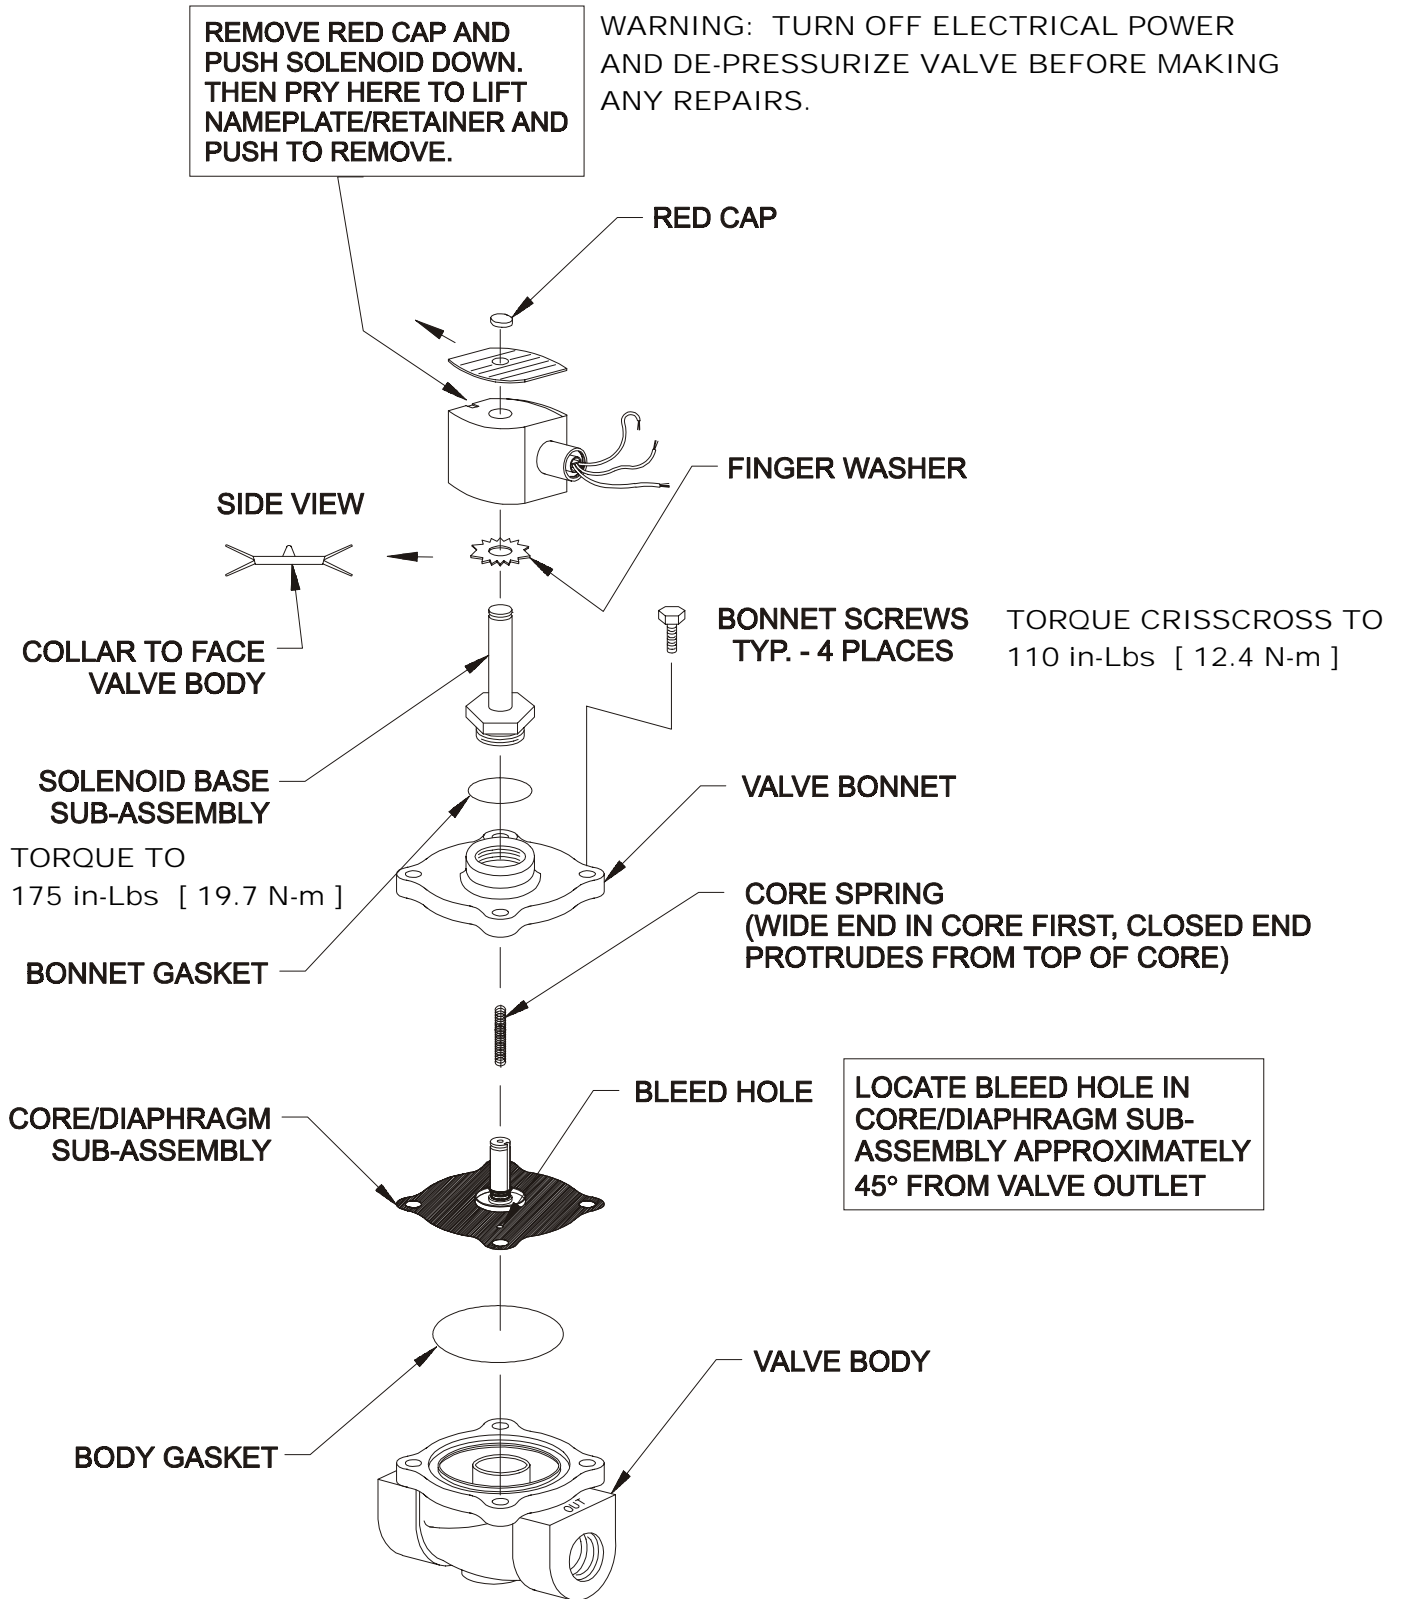 REMOVE RED CAP AND
PUSH SOLENOID DOWN.
THEN PRY HERE TO LIFT
NAMEPLATE/RETAINER AND
PUSH TO REMOVE.
WARNING: TURN OFF ELECTRICAL POWER
AND DE-PRESSURIZE VALVE BEFORE MAKING
ANY REPAIRS.
RED CAP
FINGER WASHER
SIDE VIEW
COLLAR TO FACE
VALVE BODY
BONNET SCREWS
TYP. - 4 PLACES
TORQUE CRISSCROSS TO
110 in-Lbs [ 12.4 N-m ]
SOLENOID BASE
SUB-ASSEMBLY
TORQUE TO
175 in-Lbs [ 19.7 N-m ]
VALVE BONNET
CORE SPRING
(WIDE END IN CORE FIRST, CLOSED END
PROTRUDES FROM TOP OF CORE)
BONNET GASKET
BLEED HOLE
LOCATE BLEED HOLE IN
CORE/DIAPHRAGM SUB-
ASSEMBLY APPROXIMATELY
45° FROM VALVE OUTLET
CORE/DIAPHRAGM
SUB-ASSEMBLY
VALVE BODY
BODY GASKET
OUT